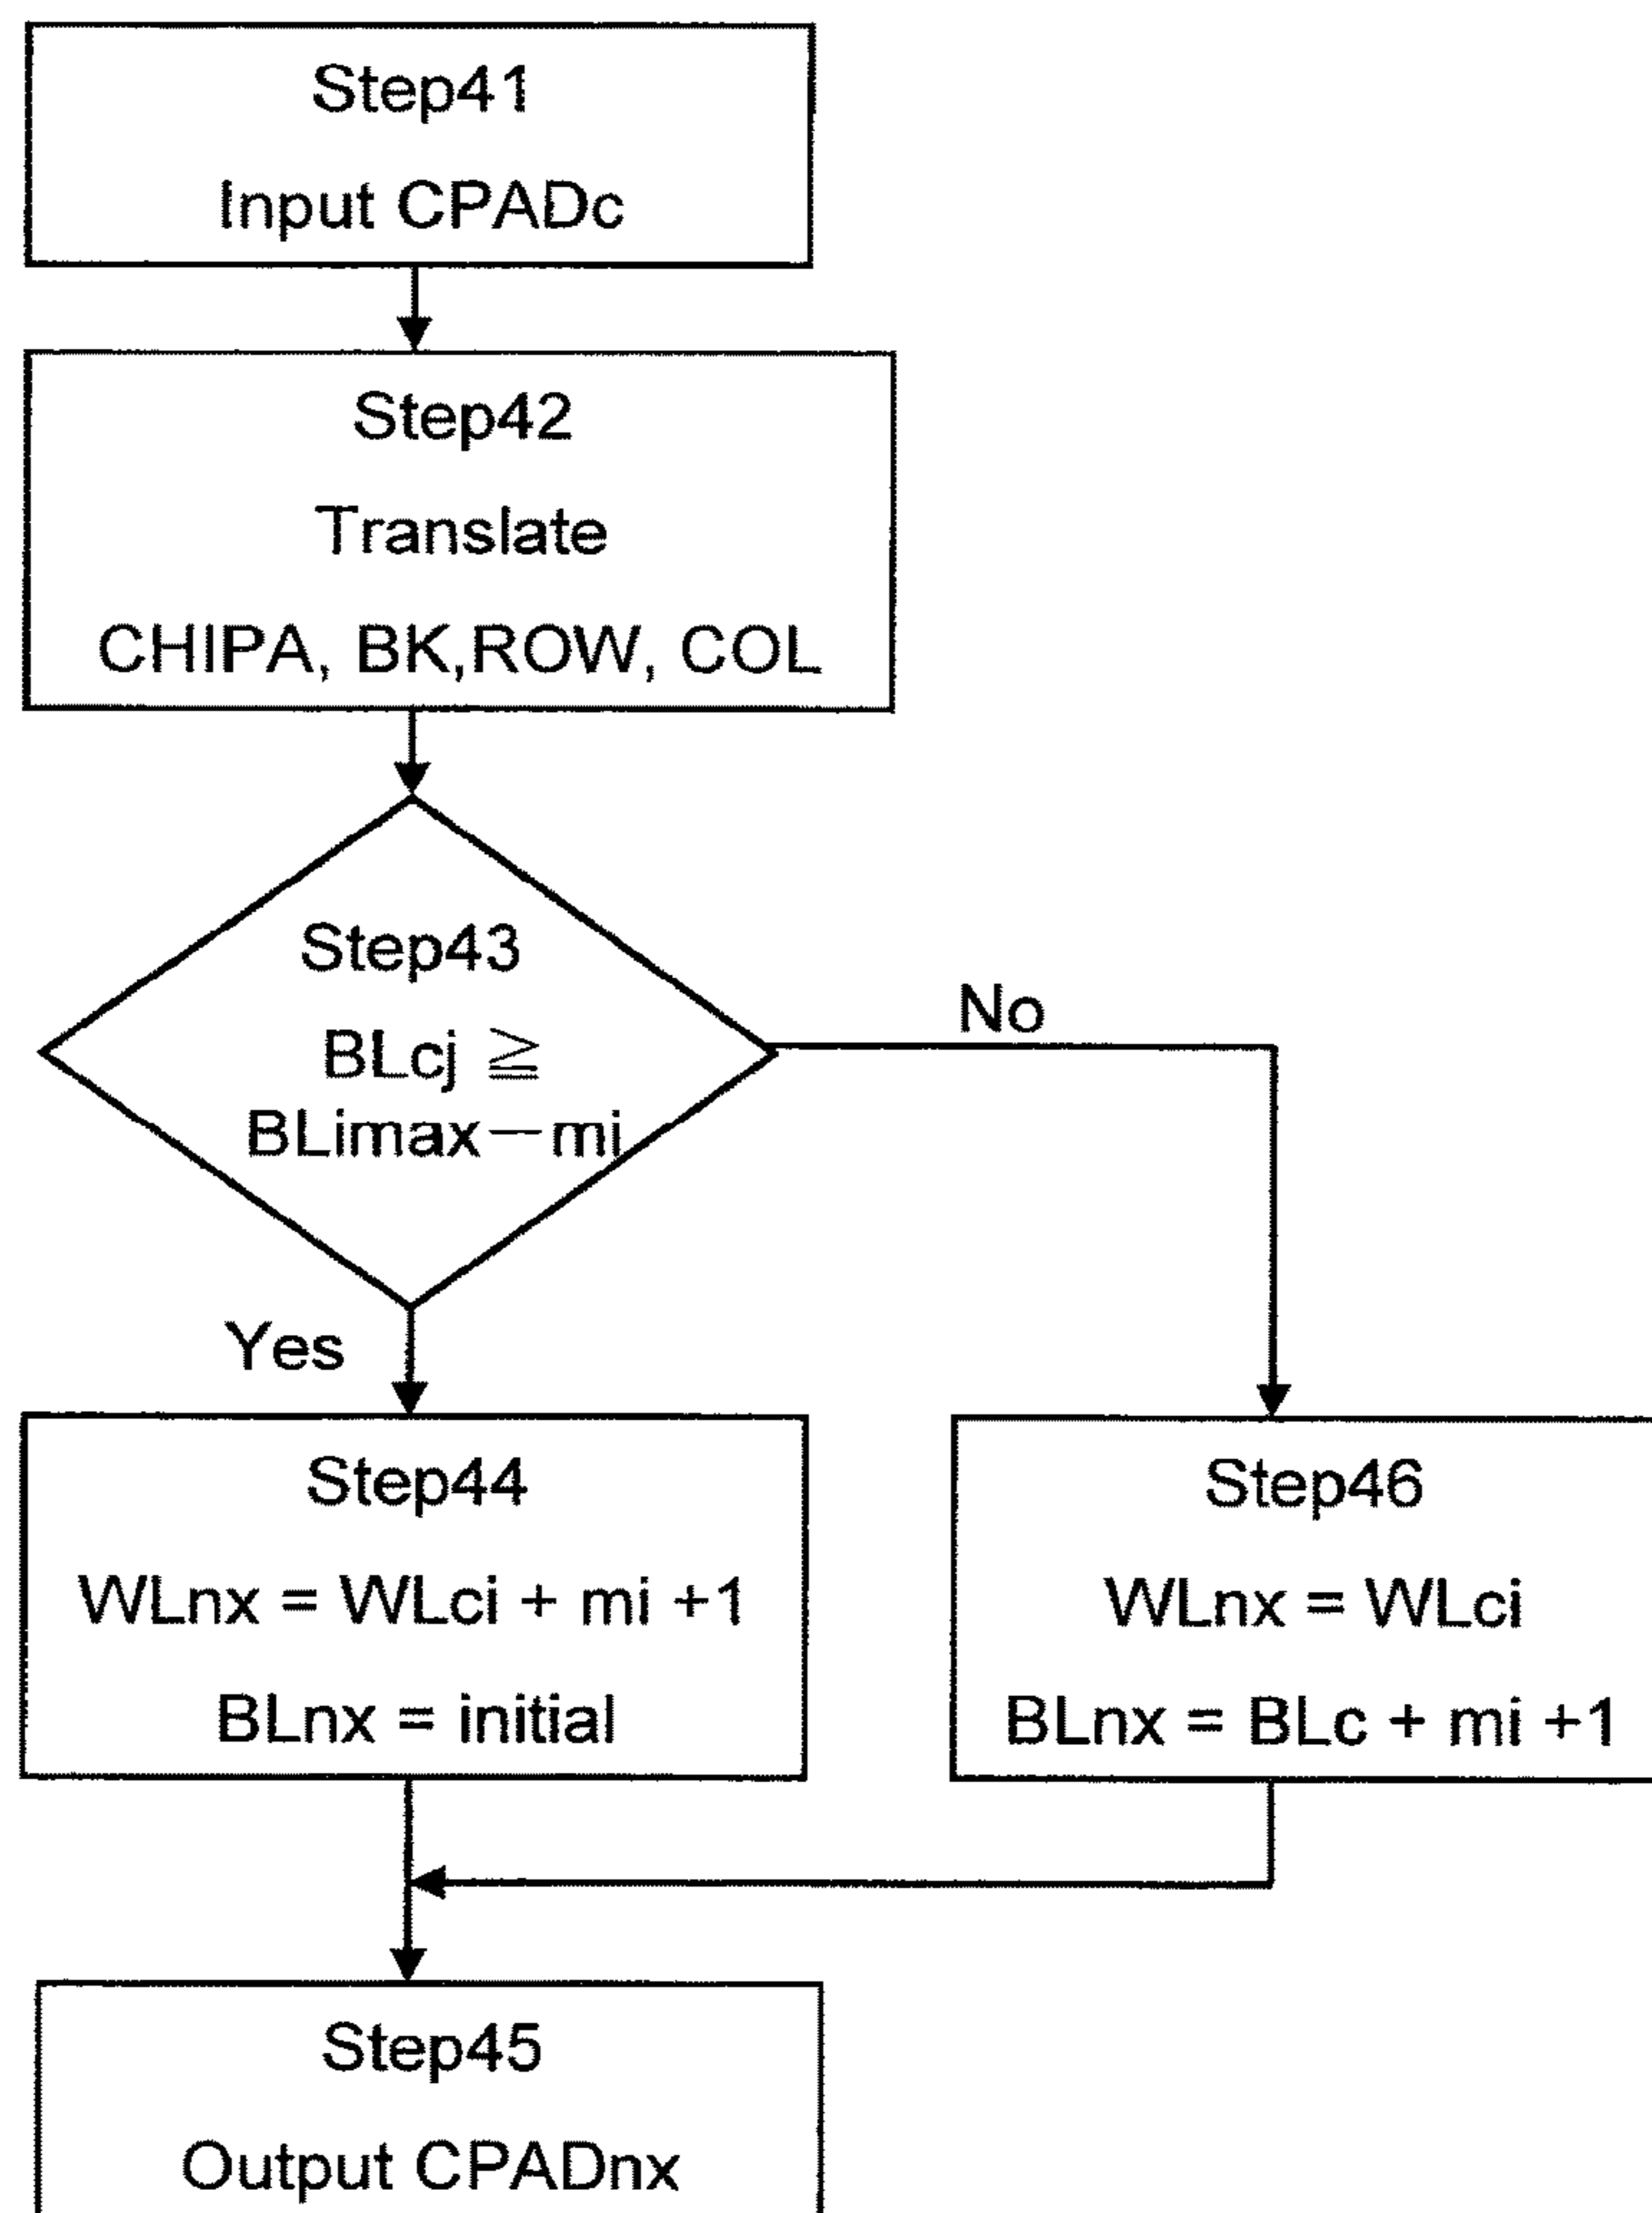 Step41
Input CPADc
Step42
Translate
CHIPA, BK,ROW, COL
Step43
BLcj ≧
BLimax－mi
No
Yes
Step44
WLnx = WLci + mi +1
BLnx = initial
Step46
WLnx = WLci
BLnx = BLc + mi +1
Step45
Output CPADnx